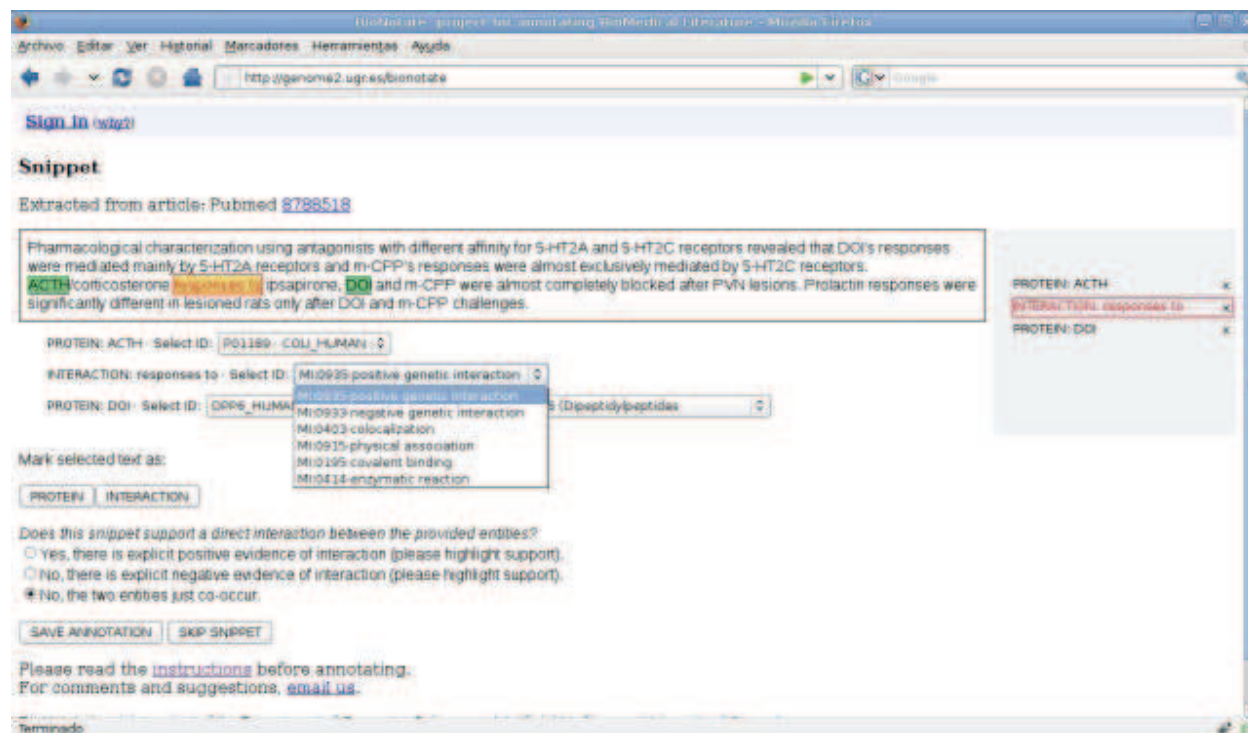 BioNotate: project for annotating BioMedical Literature - Mozilla Firefox
Archivo Editar Ver Historial Marcadores Herramientas Ayuda
http://genome2.ugr.es/bionotate
Google
Sign In (why?)
Snippet
Extracted from article: Pubmed 8788518
Pharmacological characterization using antagonists with different affinity for 5-HT2A and 5-HT2C receptors revealed that DOI's responses
were mediated mainly by 5-HT2A receptors and m-CPP's responses were almost exclusively mediated by 5-HT2C receptors.
ACTH/corticosterone responses to ipsapirone, DOI and m-CPP were almost completely blocked after PVN lesions. Prolactin responses were
significantly different in lesioned rats only after DOI and m-CPP challenges.
PROTEIN: ACTH x
INTERACTION: responses to x
PROTEIN: DOI x
PROTEIN: ACTH · Select ID: P01189 - COLI_HUMAN
INTERACTION: responses to · Select ID: MI:0935-positive genetic interaction
MI:0935-positive genetic interaction
PROTEIN: DOI · Select ID: DPP6_HUMA
MI:0933-negative genetic interaction
(Dipeptidylpeptidas
MI:0403-colocalization
MI:0915-physical association
MI:0195-covalent binding
MI:0414-enzymatic reaction
Mark selected text as:
PROTEIN INTERACTION
Does this snippet support a direct interaction between the provided entities?
Yes, there is explicit positive evidence of interaction (please highlight support).
No, there is explicit negative evidence of interaction (please highlight support).
No, the two entities just co-occur.
SAVE ANNOTATION SKIP SNIPPET
Please read the instructions before annotating.
For comments and suggestions, email us.
Terminado